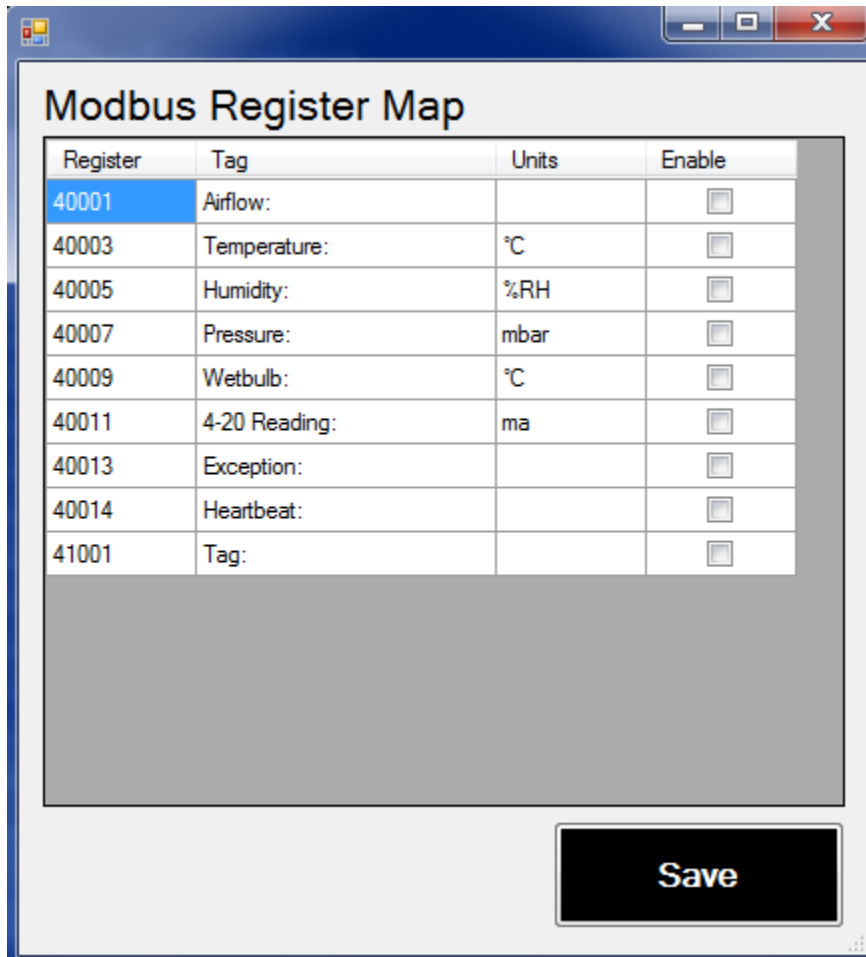 Modbus Register Map
Register Tag Units Enable
40001 Airflow:
40003 Temperature: °C
40005 Humidity: %RH
40007 Pressure: mbar
40009 Wetbulb: °C
40011 4-20 Reading: ma
40013 Exception:
40014 Heartbeat:
41001 Tag:
Save